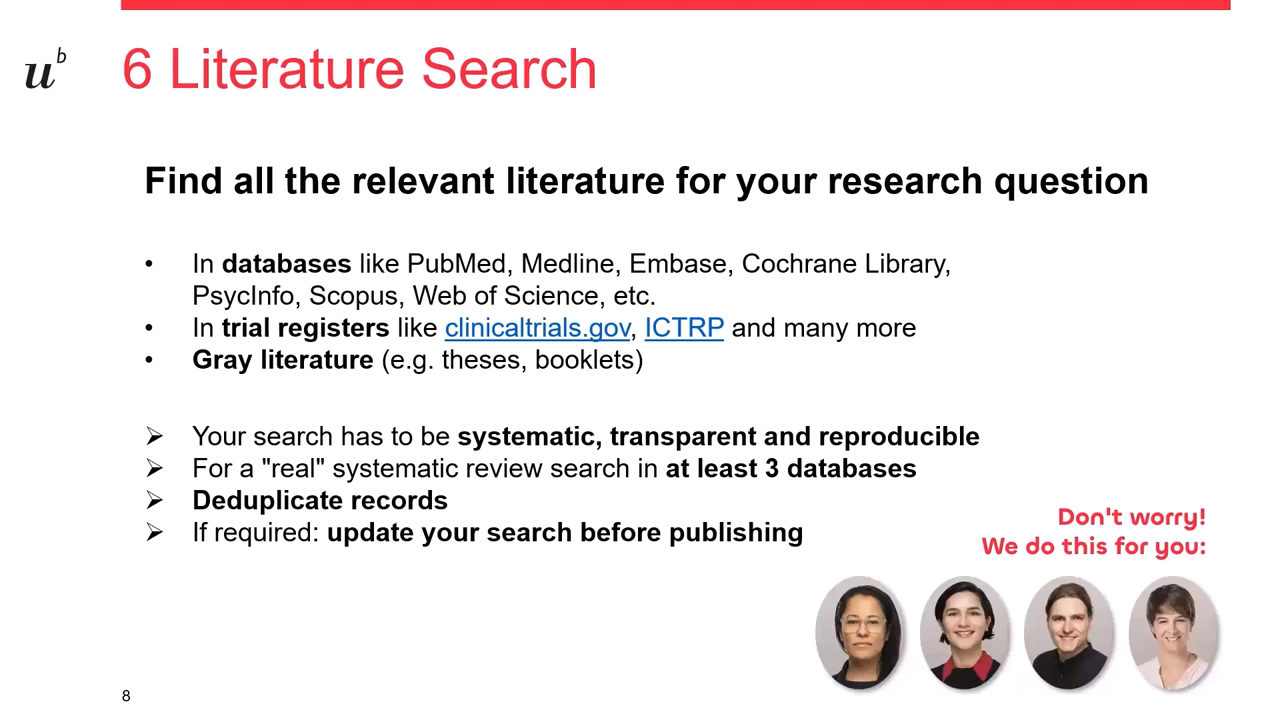 u b
6 Literature Search
Find all the relevant literature for your research question
• In databases like PubMed, Medline, Embase, Cochrane Library,
PsycInfo, Scopus, Web of Science, etc.
• In trial registers like clinicaltrials.gov, ICTRP and many more
• Gray literature (e.g. theses, booklets)
➢ Your search has to be systematic, transparent and reproducible
➢ For a "real" systematic review search in at least 3 databases
➢ Deduplicate records
➢ If required: update your search before publishing
Don't worry!
We do this for you:
8